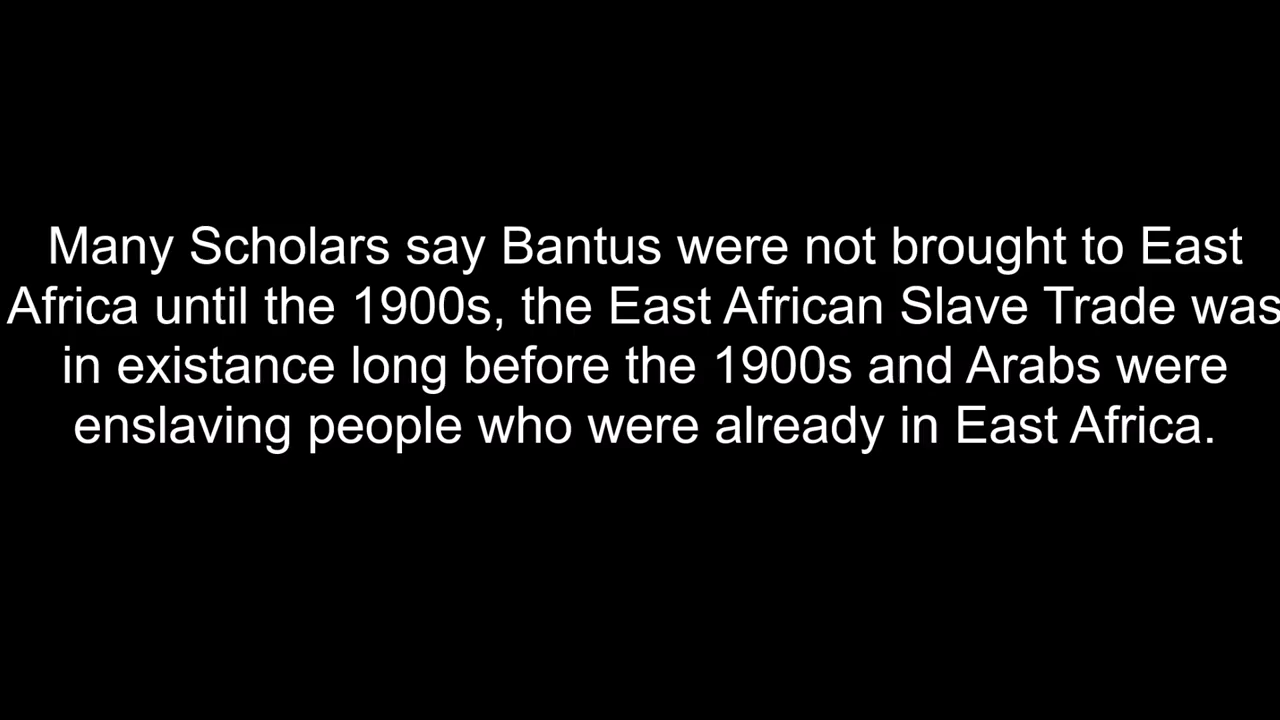 Many Scholars say Bantus were not brought to East
Africa until the 1900s, the East African Slave Trade was
in existance long before the 1900s and Arabs were
enslaving people who were already in East Africa.